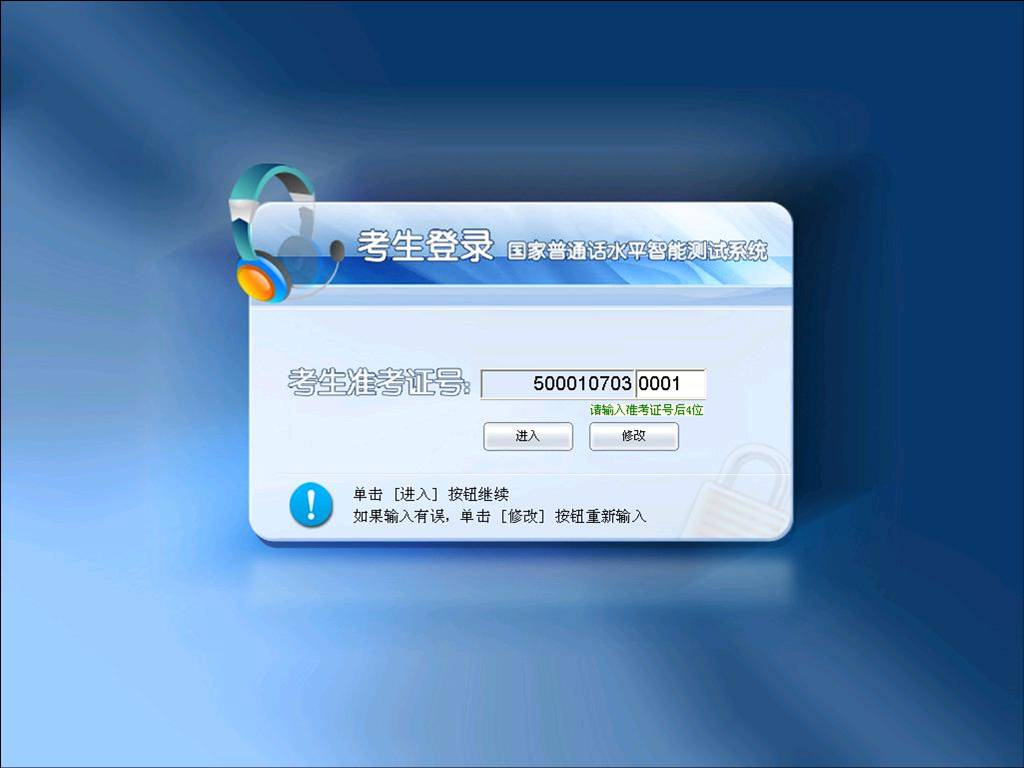 考生登录 国家普通话水平智能测试系统
考生准考证号: 500010703 0001
请输入准考证号后4位
进入 修改
!
单击 [进入] 按钮继续
如果输入有误, 单击 [修改] 按钮重新输入